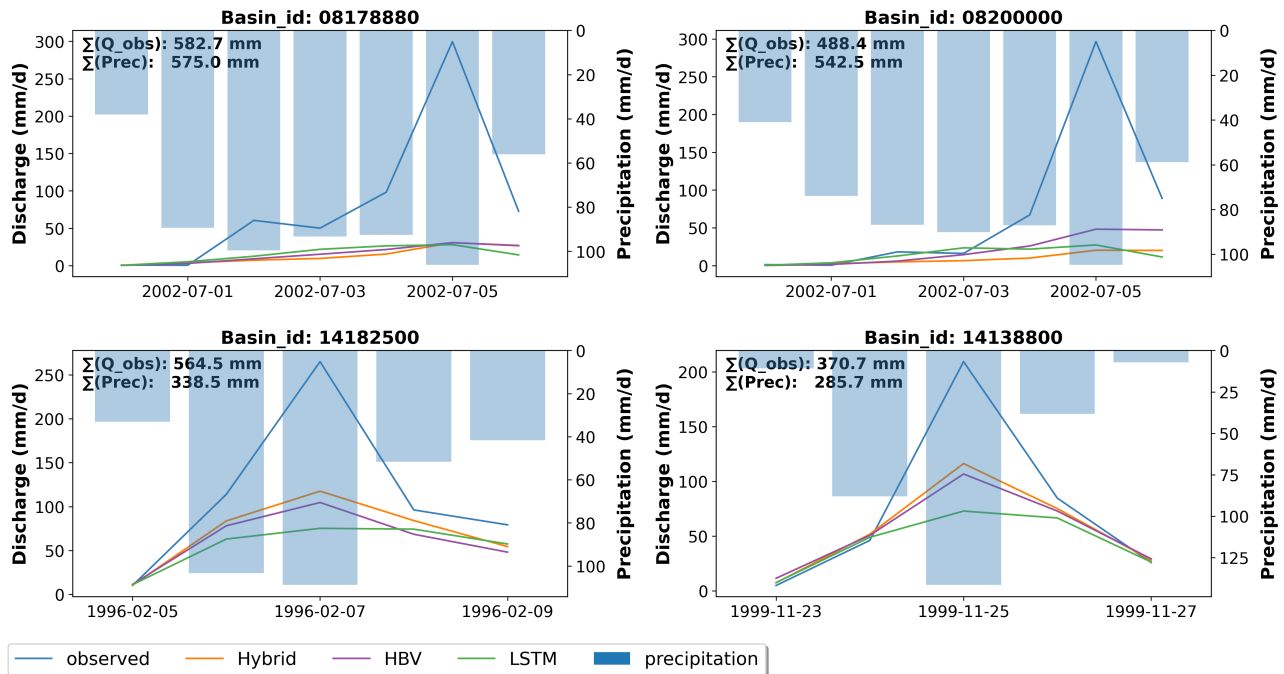 Basin_id: 08178880
∑(Q_obs): 582.7 mm
∑(Prec): 575.0 mm
Discharge (mm/d)
300
250
200
150
100
50
0
Precipitation (mm/d)
0
20
40
60
80
100
2002-07-01 2002-07-03 2002-07-05
Basin_id: 08200000
∑(Q_obs): 488.4 mm
∑(Prec): 542.5 mm
Discharge (mm/d)
300
250
200
150
100
50
0
Precipitation (mm/d)
0
20
40
60
80
100
2002-07-01 2002-07-03 2002-07-05
Basin_id: 14182500
∑(Q_obs): 564.5 mm
∑(Prec): 338.5 mm
Discharge (mm/d)
250
200
150
100
50
0
Precipitation (mm/d)
0
20
40
60
80
100
1996-02-05 1996-02-07 1996-02-09
Basin_id: 14138800
∑(Q_obs): 370.7 mm
∑(Prec): 285.7 mm
Discharge (mm/d)
200
150
100
50
0
Precipitation (mm/d)
0
25
50
75
100
125
1999-11-23 1999-11-25 1999-11-27
observed Hybrid HBV LSTM precipitation